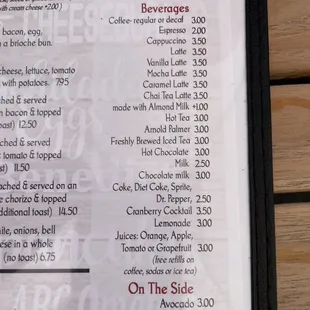 with cream cheese +2.00 )
bacon, egg,
a brioche bun.
cheese, lettuce, tomato
with potatoes. 7.95
ched & served
n bacon & topped
oast) 12.50
ched & served
tomato & topped
st) 11.50
ached & served on an
e chorizo & topped
dditional toast) 14.50
ile, onions, bell
ese in a whole
(no toast) 6.75
Beverages
Coffee- regular or decaf 3.00
Espresso 2.00
Cappuccino 3.50
Latte 3.50
Vanilla Latte 3.50
Mocha Latte 3.50
Caramel Latte 3.50
Chai Tea Latte 3.50
made with Almond Milk +1.00
Hot Tea 3.00
Arnold Palmer 3.00
Freshly Brewed Iced Tea 3.00
Hot Chocolate 3.00
Milk 2.50
Chocolate milk 3.00
Coke, Diet Coke, Sprite,
Dr. Pepper, 2.50
Cranberry Cocktail 3.50
Lemonade 3.00
Juices: Orange, Apple,
Tomato or Grapefruit 3.00
(free refills on
coffee, sodas or ice tea)
On The Side
Avocado 3.00